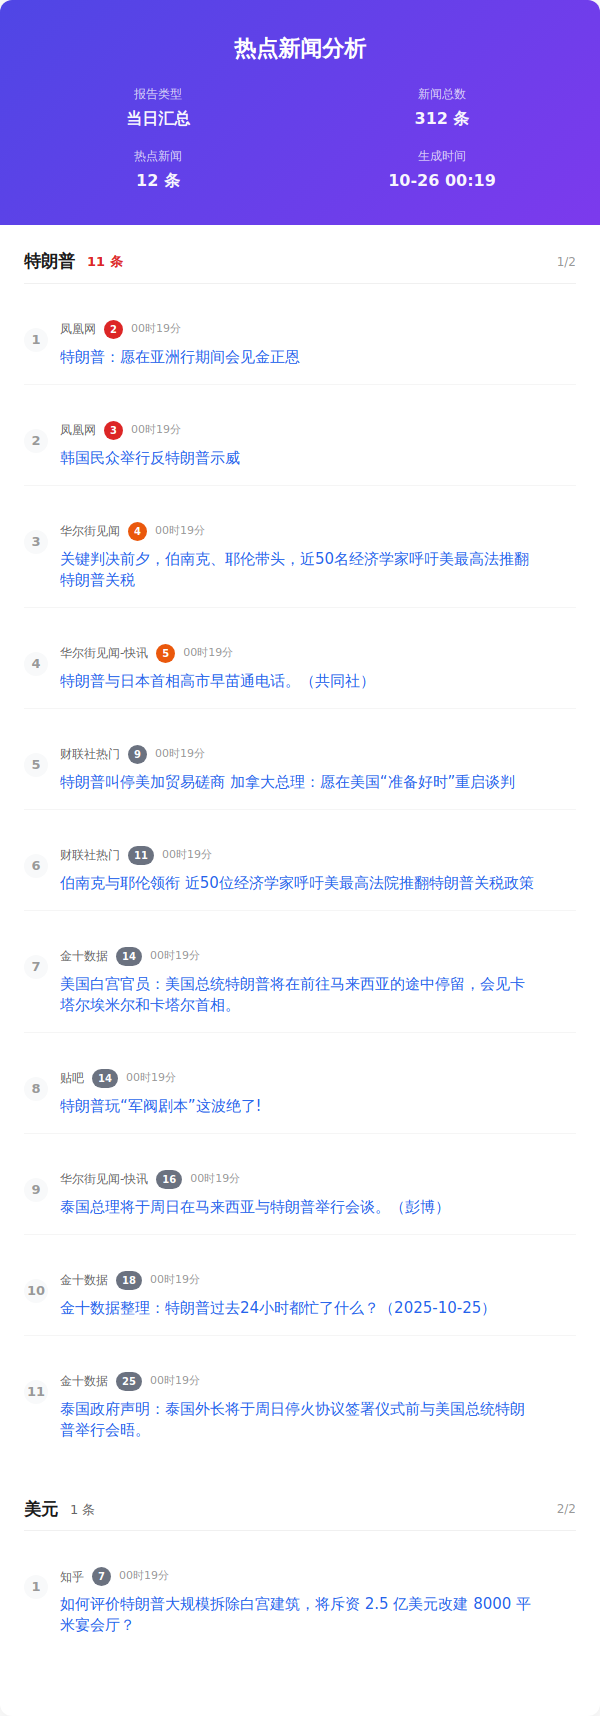 热点新闻分析
报告类型
当日汇总
新闻总数
312 条
热点新闻
12 条
生成时间
10-26 00:19
特朗普 11 条 1/2
1
凤凰网 2 00时19分
特朗普：愿在亚洲行期间会见金正恩
2
凤凰网 3 00时19分
韩国民众举行反特朗普示威
3
华尔街见闻 4 00时19分
关键判决前夕，伯南克、耶伦带头，近50名经济学家呼吁美最高法推翻
特朗普关税
4
华尔街见闻-快讯 5 00时19分
特朗普与日本首相高市早苗通电话。（共同社）
5
财联社热门 9 00时19分
特朗普叫停美加贸易磋商 加拿大总理：愿在美国“准备好时”重启谈判
6
财联社热门 11 00时19分
伯南克与耶伦领衔 近50位经济学家呼吁美最高法院推翻特朗普关税政策
7
金十数据 14 00时19分
美国白宫官员：美国总统特朗普将在前往马来西亚的途中停留，会见卡
塔尔埃米尔和卡塔尔首相。
8
贴吧 14 00时19分
特朗普玩“军阀剧本”这波绝了!
9
华尔街见闻-快讯 16 00时19分
泰国总理将于周日在马来西亚与特朗普举行会谈。（彭博）
10
金十数据 18 00时19分
金十数据整理：特朗普过去24小时都忙了什么？（2025-10-25）
11
金十数据 25 00时19分
泰国政府声明：泰国外长将于周日停火协议签署仪式前与美国总统特朗
普举行会晤。
美元 1 条 2/2
1
知乎 7 00时19分
如何评价特朗普大规模拆除白宫建筑，将斥资 2.5 亿美元改建 8000 平
米宴会厅？